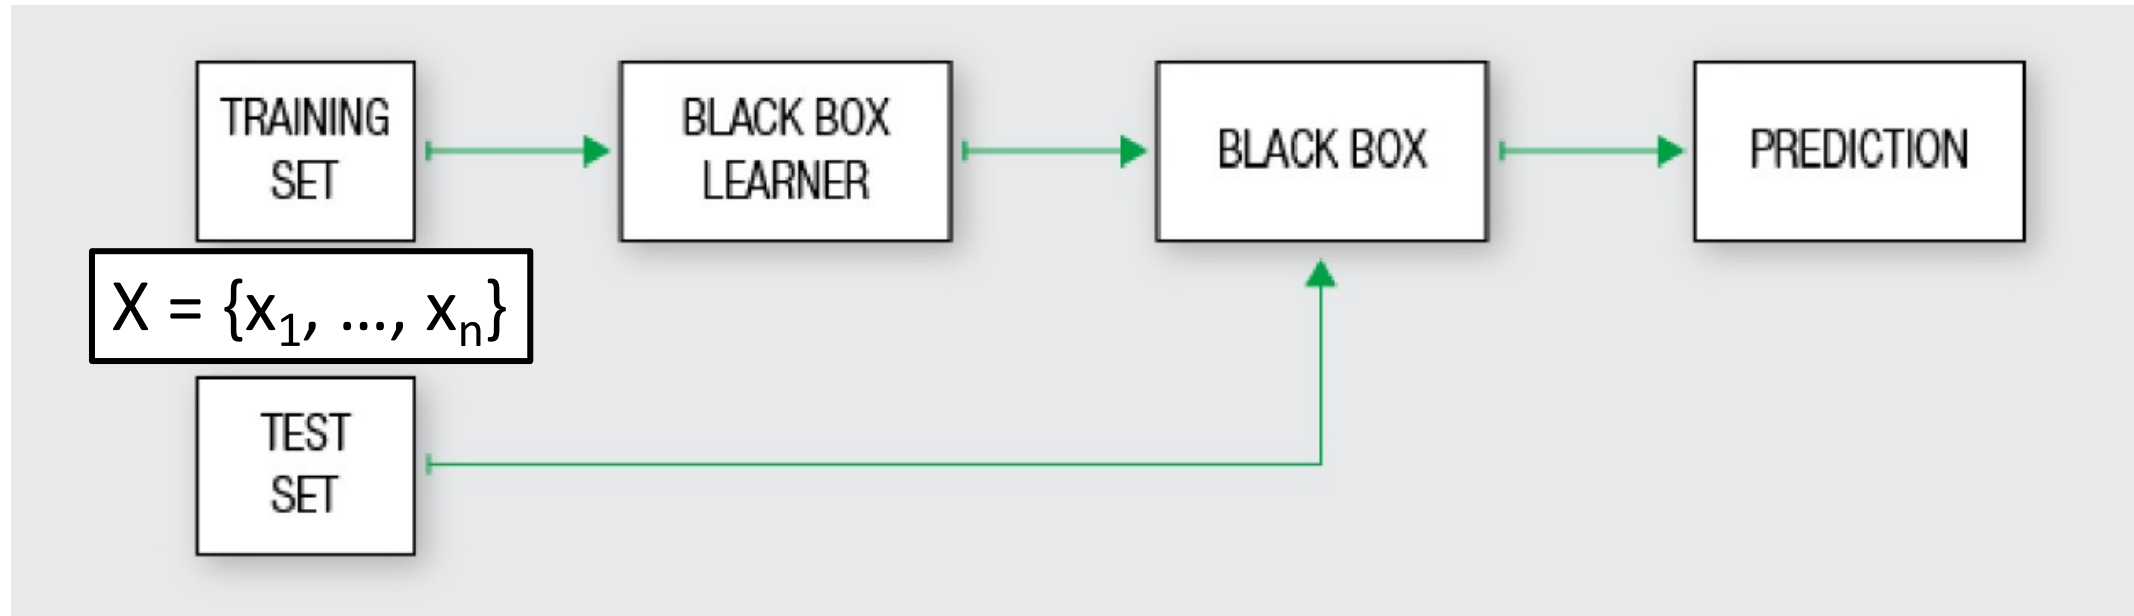 TRAINING
SET
BLACK BOX
LEARNER
BLACK BOX
PREDICTION
X = {x₁, ..., xₙ}
TEST
SET